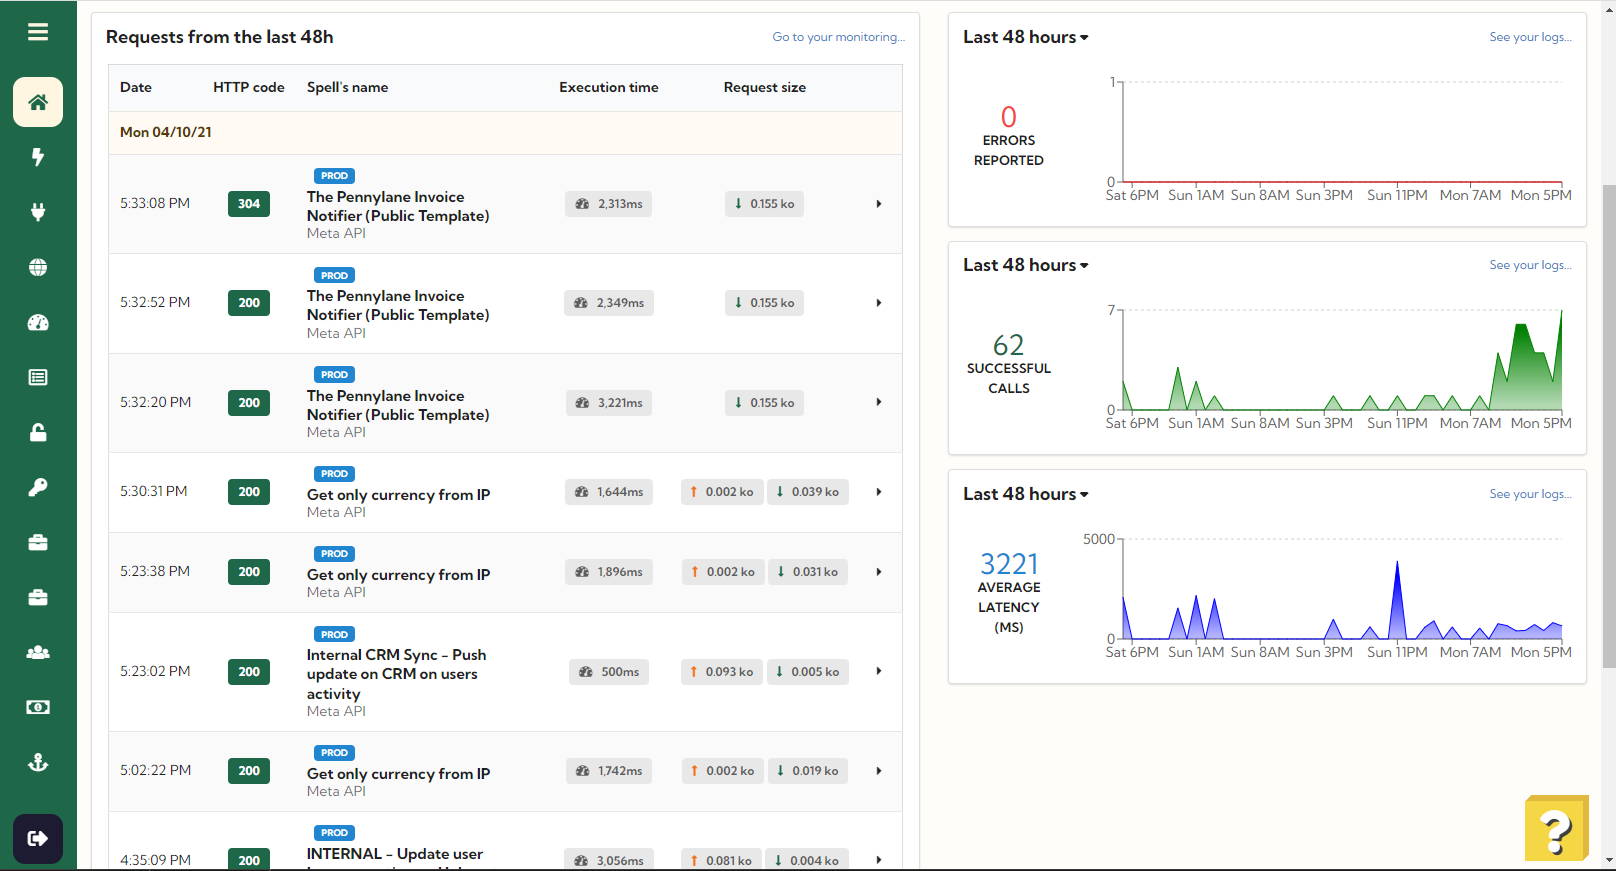 Requests from the last 48h
Go to your monitoring...
Date HTTP code Spell's name Execution time Request size
Mon 04/10/21
PROD
5:33:08 PM 304 The Pennylane Invoice Notifier (Public Template) 2,313ms 0.155 ko
Meta API
PROD
5:32:52 PM 200 The Pennylane Invoice Notifier (Public Template) 2,349ms 0.155 ko
Meta API
PROD
5:32:20 PM 200 The Pennylane Invoice Notifier (Public Template) 3,221ms 0.155 ko
Meta API
PROD
5:30:31 PM 200 Get only currency from IP 1,644ms 0.002 ko 0.039 ko
Meta API
PROD
5:23:38 PM 200 Get only currency from IP 1,896ms 0.002 ko 0.031 ko
Meta API
PROD
5:23:02 PM 200 Internal CRM Sync - Push update on CRM on users activity 500ms 0.093 ko 0.005 ko
Meta API
PROD
5:02:22 PM 200 Get only currency from IP 1,742ms 0.002 ko 0.019 ko
Meta API
PROD
4:35:09 PM 200 INTERNAL - Update user 3,056ms 0.081 ko 0.004 ko
Last 48 hours
See your logs...
0
ERRORS
REPORTED
1
0
Sat 6PM Sun 1AM Sun 8AM Sun 3PM Sun 11PM Mon 7AM Mon 5PM
Last 48 hours
See your logs...
62
SUCCESSFUL
CALLS
7
0
Sat 6PM Sun 1AM Sun 8AM Sun 3PM Sun 11PM Mon 7AM Mon 5PM
Last 48 hours
See your logs...
3221
AVERAGE
LATENCY
(MS)
5000
0
Sat 6PM Sun 1AM Sun 8AM Sun 3PM Sun 11PM Mon 7AM Mon 5PM
?